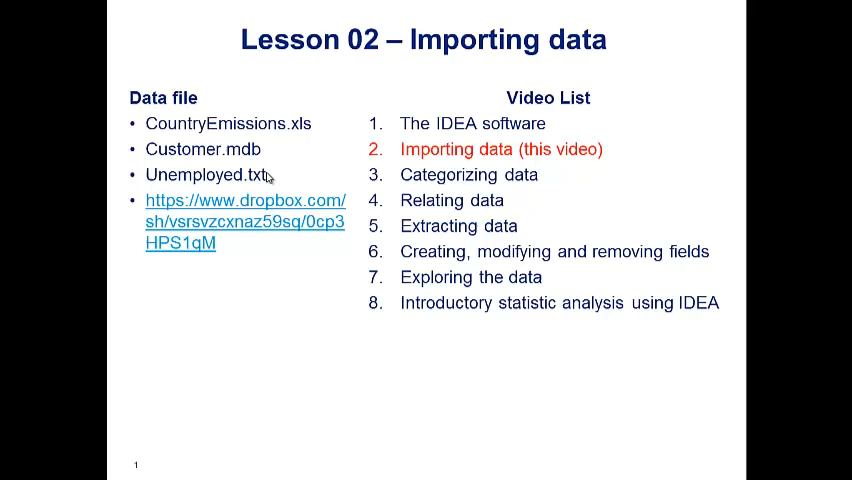 Lesson 02 – Importing data
Data file
• CountryEmissions.xls
• Customer.mdb
• Unemployed.txt
• https://www.dropbox.com/
sh/vsrsvzcxnaz59sq/0cp3
HPS1qM
Video List
1. The IDEA software
2. Importing data (this video)
3. Categorizing data
4. Relating data
5. Extracting data
6. Creating, modifying and removing fields
7. Exploring the data
8. Introductory statistic analysis using IDEA
1